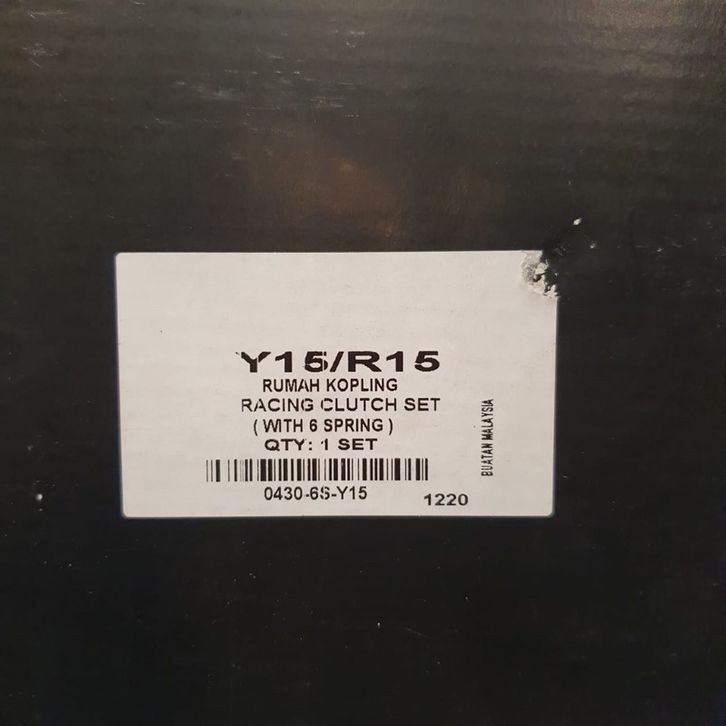 Y15/R15
RUMAH KOPLING
RACING CLUTCH SET
( WITH 6 SPRING )
QTY: 1 SET
0430-6S-Y15
1220
BUATAN MALAYSIA